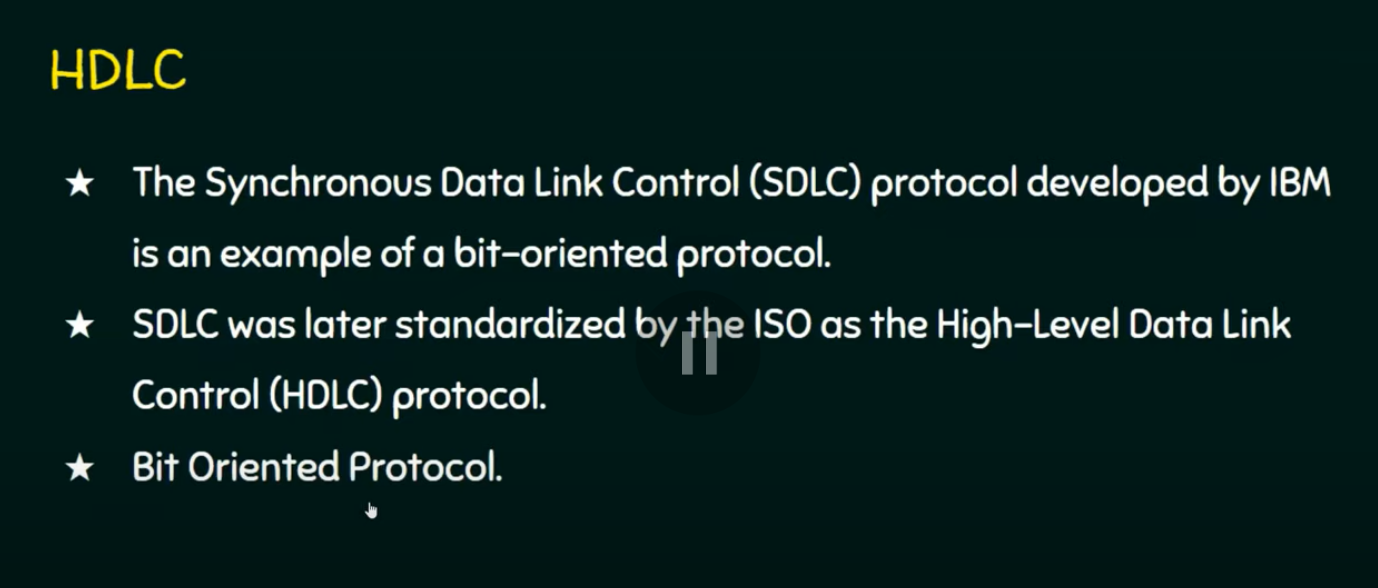 HDLC
★ The Synchronous Data Link Control (SDLC) protocol developed by IBM
is an example of a bit-oriented protocol.
★ SDLC was later standardized by the ISO as the High-Level Data Link
Control (HDLC) protocol.
★ Bit Oriented Protocol.